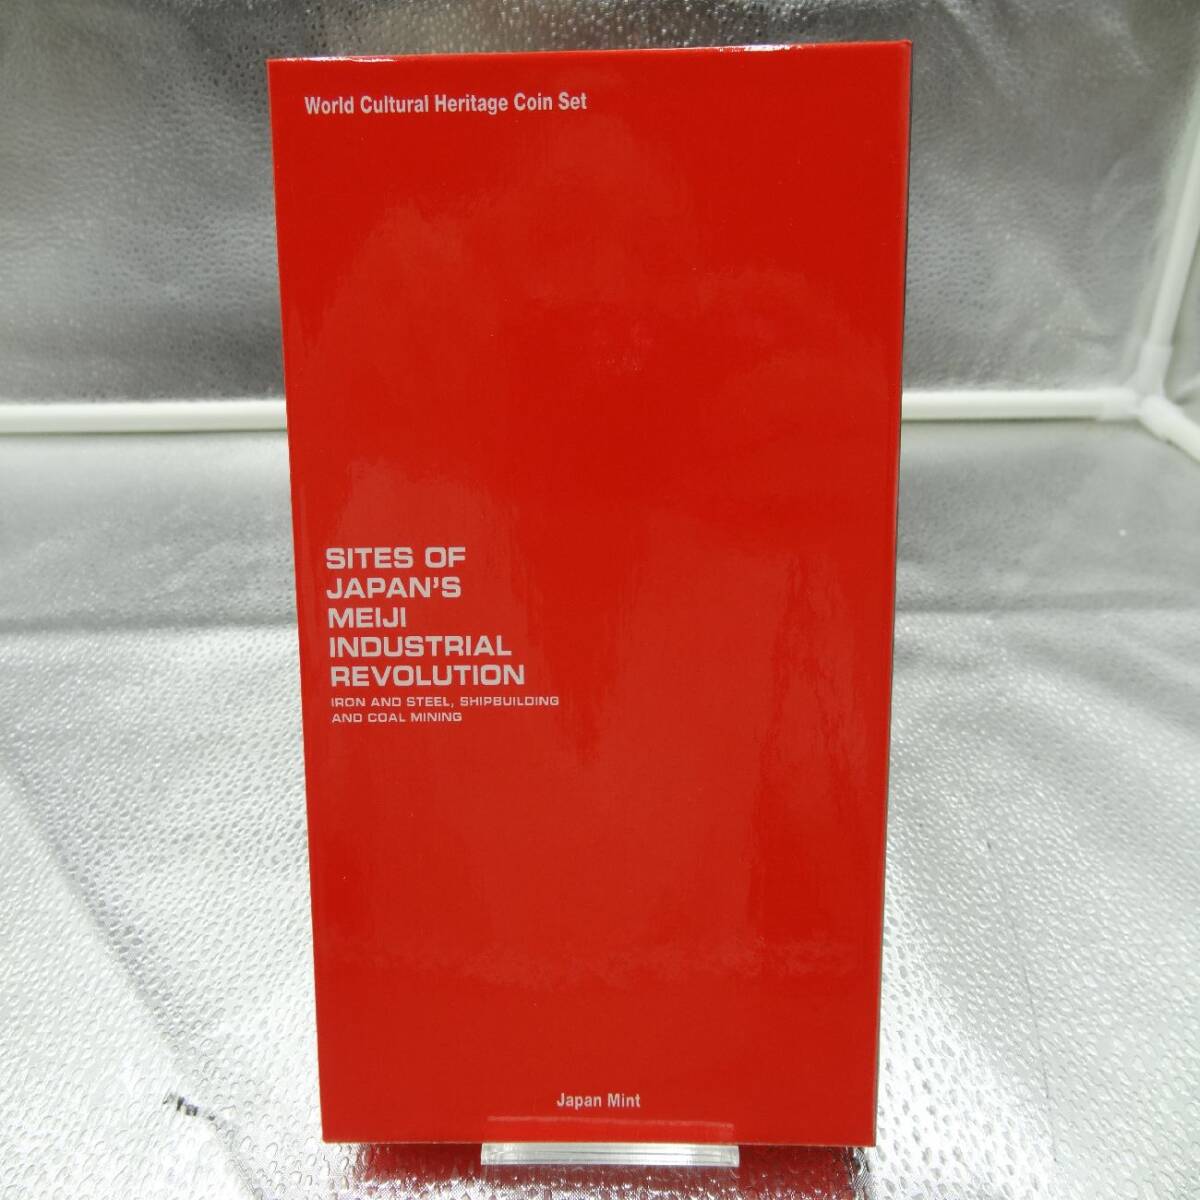 World Cultural Heritage Coin Set
SITES OF
JAPAN'S
MEIJI
INDUSTRIAL
REVOLUTION
IRON AND STEEL, SHIPBUILDING
AND COAL MINING
Japan Mint